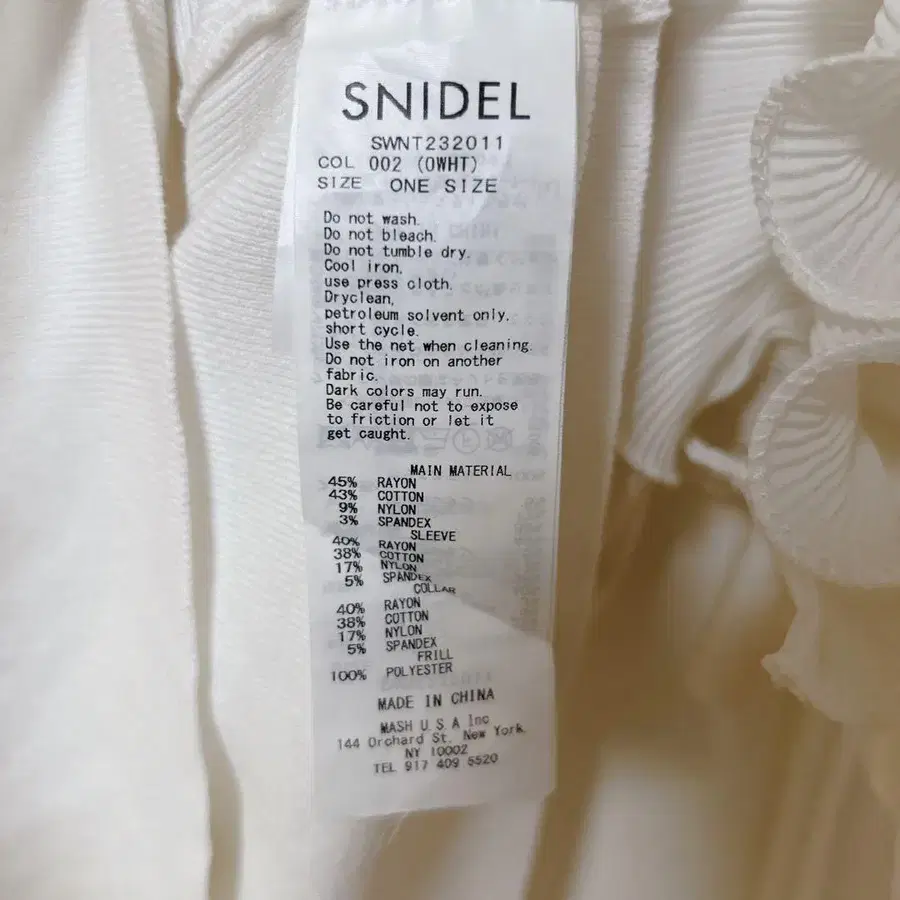 SNIDEL
SWNT232011
COL 002 (OWHT)
SIZE ONE SIZE
Do not wash.
Do not bleach.
Do not tumble dry.
Cool iron,
use press cloth.
Dryclean,
petroleum solvent only,
short cycle.
Use the net when cleaning.
Do not iron on another
fabric.
Dark colors may run.
Be careful not to expose
to friction or let it
get caught.
MAIN MATERIAL
45% RAYON
43% COTTON
9% NYLON
3% SPANDEX
SLEEVE
40% RAYON
38% COTTON
17% NYLON
5% SPANDEX
COLLAR
40% RAYON
38% COTTON
17% NYLON
5% SPANDEX
FRILL
100% POLYESTER
MADE IN CHINA
MASH U.S.A Inc
144 Orchard St. New York
NY 10002
TEL 917 409 5520